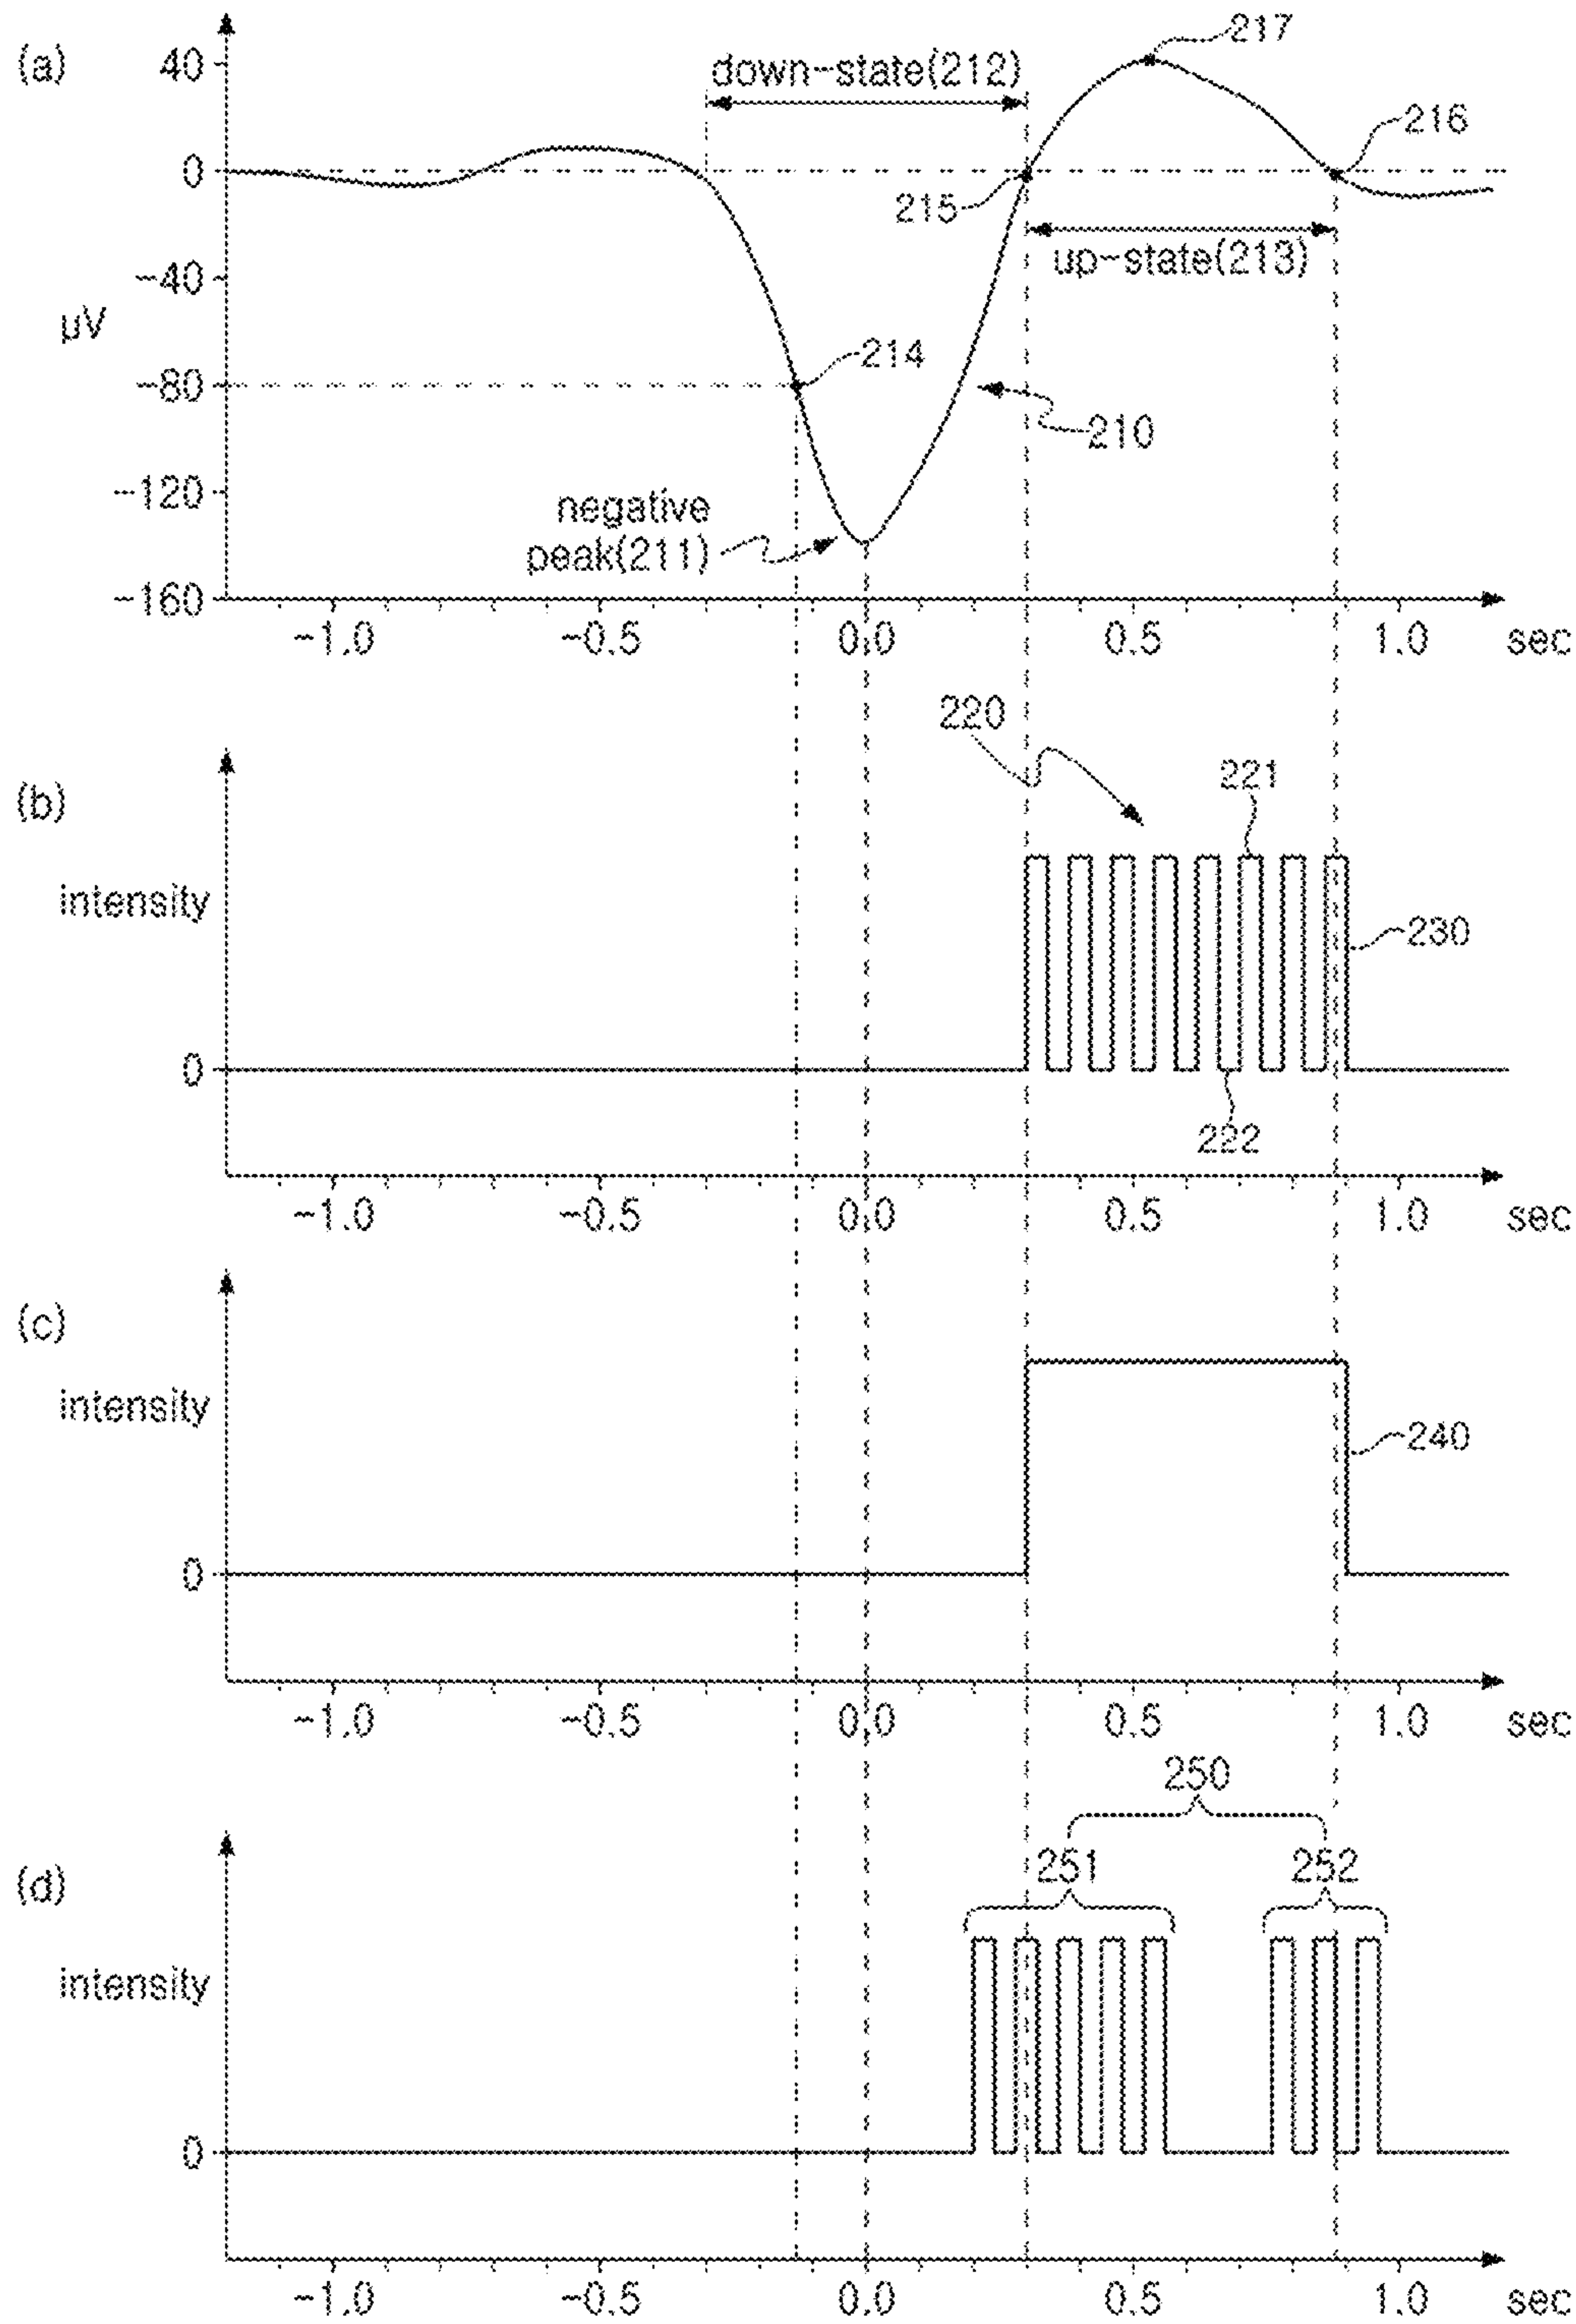 (a)
217
40
down-state(212)
216
0
215
up-state(213)
-40
μV
214
-80
210
-120
negative
peak(211)
-160
-1.0 -0.5 0.0 0.5 1.0 sec
220
(b)
221
intensity
230
0
222
-1.0 -0.5 0.0 0.5 1.0 sec
(c)
intensity
240
0
-1.0 -0.5 0.0 0.5 1.0 sec
250
(d)
251 252
intensity
0
-1.0 -0.5 0.0 0.5 1.0 sec